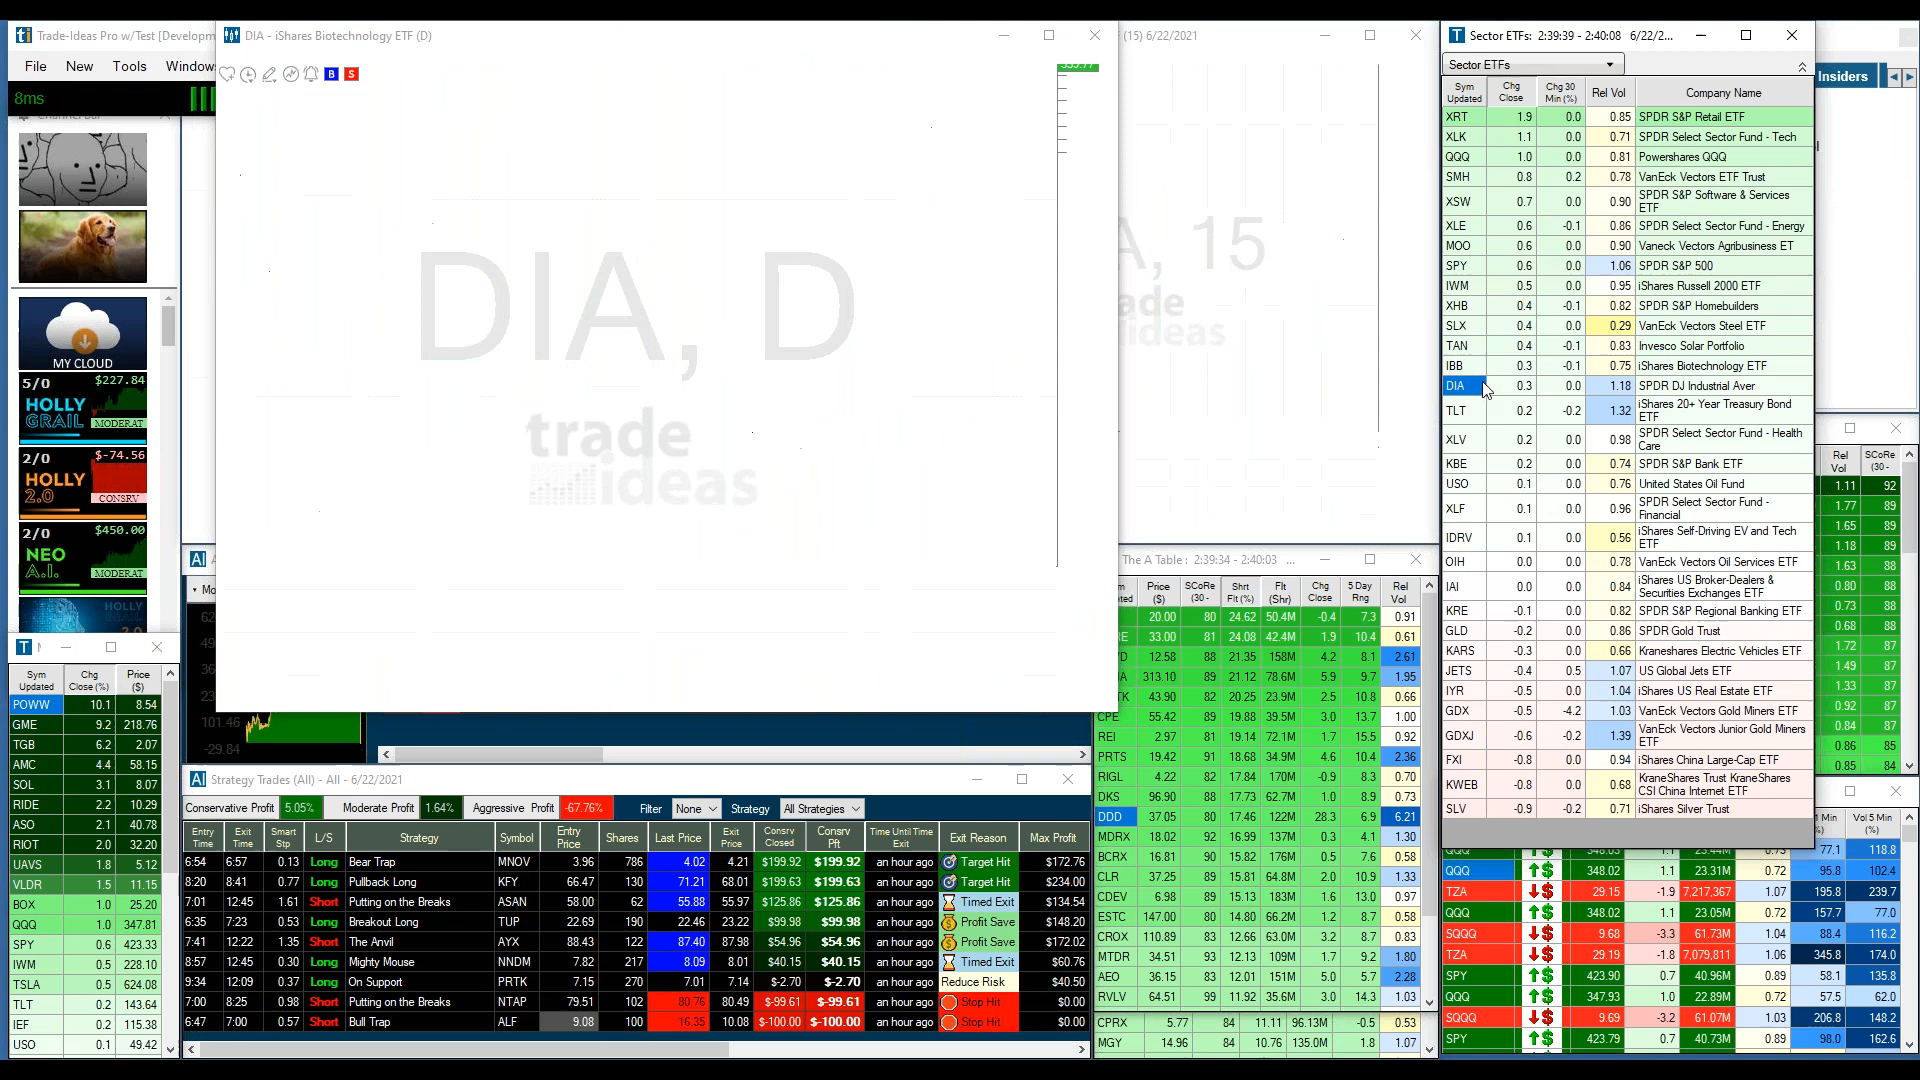 Trade-Ideas Pro w/Test [Developm
File New Tools Window
8ms
MY CLOUD
5/0 $227.84
HOLLY
GRAIL MODERAT
2/0 $-74.56
HOLLY
2.0 CONSRV
2/0 $450.00
NEO
A.I. MODERAT
HOLLY
Sym Updated Chg Close (%) Price ($)
POWW 10.1 8.54
GME 9.2 218.76
TGB 6.2 2.07
AMC 4.4 58.15
SOL 3.1 8.07
RIDE 2.2 10.29
ASO 2.1 40.78
RIOT 2.0 32.20
UAVS 1.8 5.12
VLDR 1.5 11.15
BOX 1.0 25.20
QQQ 1.0 347.81
SPY 0.6 423.33
IWM 0.5 228.10
TSLA 0.5 624.08
TLT 0.2 143.64
IEF 0.2 115.38
USO 0.1 49.42
DIA - iShares Biotechnology ETF (D)
B S
DIA, D
trade
ideas
(15) 6/22/2021
A, 15
ade
ideas
101.46
-29.84
Strategy Trades (All) - All - 6/22/2021
Conservative Profit 5.05% Moderate Profit 1.64% Aggressive Profit -67.76% Filter None Strategy All Strategies
Entry Time Exit Time Smart Stp L/S Strategy Symbol Entry Price Shares Last Price Exit Price Consrv Closed Consrv Pft Time Until Time Exit Exit Reason Max Profit
6:54 6:57 0.13 Long Bear Trap MNOV 3.96 786 4.02 4.21 $199.92 $199.92 an hour ago Target Hit $172.76
8:20 8:41 0.77 Long Pullback Long KFY 66.47 130 71.21 68.01 $199.63 $199.63 an hour ago Target Hit $234.00
7:01 12:45 1.61 Short Putting on the Breaks ASAN 58.00 62 55.88 55.97 $125.86 $125.86 an hour ago Timed Exit $134.54
6:35 7:23 0.53 Long Breakout Long TUP 22.69 190 22.46 23.22 $99.98 $99.98 an hour ago Profit Save $148.20
7:41 12:22 1.35 Short The Anvil AYX 88.43 122 87.40 87.98 $54.96 $54.96 an hour ago Profit Save $172.02
8:57 12:45 0.30 Long Mighty Mouse NNDM 7.82 217 8.09 8.01 $40.15 $40.15 an hour ago Timed Exit $60.76
9:34 12:09 0.37 Long On Support PRTK 7.15 270 7.01 7.14 $-2.70 $-2.70 an hour ago Reduce Risk $40.50
7:00 8:25 0.98 Short Putting on the Breaks NTAP 79.51 102 80.76 80.49 $-99.61 $-99.61 an hour ago Stop Hit $0.00
6:47 7:00 0.57 Short Bull Trap ALF 9.08 100 16.35 10.08 $-100.00 $-100.00 an hour ago Stop Hit $0.00
The A Table: 2:39:34 - 2:40:03 ...
Price ($) SCoRe (30 - Shrt Flt (%) Flt (Shr) Chg Close 5 Day Rng Rel Vol
20.00 80 24.62 50.4M -0.4 7.3 0.91
33.00 81 24.08 42.4M 1.9 10.4 0.61
12.58 88 21.35 158M 4.2 8.1 2.61
313.10 89 21.12 78.6M 5.9 9.7 1.95
43.90 82 20.25 23.9M 2.5 10.8 0.66
CPE 55.42 89 19.88 39.5M 3.0 13.7 1.00
REI 2.97 81 19.14 72.1M 1.7 15.5 0.92
PRTS 19.42 91 18.68 34.9M 4.6 10.4 2.36
RIGL 4.22 82 17.84 170M -0.9 8.3 0.70
DKS 96.90 88 17.73 62.7M 1.0 8.9 0.73
DDD 37.05 80 17.46 122M 28.3 6.9 6.21
MDRX 18.02 92 16.99 137M 0.3 4.1 1.30
BCRX 16.81 90 15.82 176M 0.5 7.6 0.58
CLR 37.25 89 15.81 64.8M 2.0 10.9 1.33
CDEV 6.98 89 15.13 183M 1.6 13.0 0.97
ESTC 147.00 80 14.80 66.2M 1.2 8.7 0.58
CROX 110.89 83 12.66 63.0M 3.2 8.7 0.83
MTDR 34.51 93 12.13 109M 1.7 9.2 1.80
AEO 36.15 83 12.01 151M 5.0 5.7 2.28
RVLV 64.51 99 11.92 35.6M 3.0 14.3 1.03
CPRX 5.77 84 11.11 96.13M -0.5 0.53
MGY 14.96 84 10.76 135.0M 1.8 1.07
Sector ETFs: 2:39:39 - 2:40:08 6/22/2...
Sector ETFs
Sym Updated Chg Close Chg 30 Min (%) Rel Vol Company Name
XRT 1.9 0.0 0.85 SPDR S&P Retail ETF
XLK 1.1 0.0 0.71 SPDR Select Sector Fund - Tech
QQQ 1.0 0.0 0.81 Powershares QQQ
SMH 0.8 0.2 0.78 VanEck Vectors ETF Trust
XSW 0.7 0.0 0.90 SPDR S&P Software & Services ETF
XLE 0.6 -0.1 0.86 SPDR Select Sector Fund - Energy
MOO 0.6 0.0 0.90 Vaneck Vectors Agribusiness ET
SPY 0.6 0.0 1.06 SPDR S&P 500
IWM 0.5 0.0 0.95 iShares Russell 2000 ETF
XHB 0.4 -0.1 0.82 SPDR S&P Homebuilders
SLX 0.4 0.0 0.29 VanEck Vectors Steel ETF
TAN 0.4 -0.1 0.83 Invesco Solar Portfolio
IBB 0.3 -0.1 0.75 iShares Biotechnology ETF
DIA 0.3 0.0 1.18 SPDR DJ Industrial Aver
TLT 0.2 -0.2 1.32 iShares 20+ Year Treasury Bond ETF
XLV 0.2 0.0 0.98 SPDR Select Sector Fund - Health Care
KBE 0.2 0.0 0.74 SPDR S&P Bank ETF
USO 0.1 0.0 0.76 United States Oil Fund
XLF 0.1 0.0 0.96 SPDR Select Sector Fund - Financial
IDRV 0.1 0.0 0.56 iShares Self-Driving EV and Tech ETF
OIH 0.0 0.0 0.78 VanEck Vectors Oil Services ETF
IAI 0.0 0.0 0.84 iShares US Broker-Dealers & Securities Exchanges ETF
KRE -0.1 0.0 0.82 SPDR S&P Regional Banking ETF
GLD -0.2 0.0 0.86 SPDR Gold Trust
KARS -0.3 0.0 0.66 Kraneshares Electric Vehicles ETF
JETS -0.4 0.5 1.07 US Global Jets ETF
IYR -0.5 0.0 1.04 iShares US Real Estate ETF
GDX -0.5 -4.2 1.03 VanEck Vectors Gold Miners ETF
GDXJ -0.6 -0.2 1.39 VanEck Vectors Junior Gold Miners ETF
FXI -0.8 0.0 0.94 iShares China Large-Cap ETF
KWEB -0.8 0.0 0.68 KraneShares Trust KraneShares CSI China Internet ETF
SLV -0.9 -0.2 0.71 iShares Silver Trust
Insiders
Rel Vol SCoRe (30 -
1.11 92
1.77 89
1.65 89
1.18 89
1.63 88
0.80 88
0.73 88
0.68 88
1.72 87
1.49 87
1.33 87
0.92 87
0.84 87
0.86 85
0.85 84
1 Min %) Vol 5 Min (%)
QQQ 348.03 1.1 23.44M 0.73 77.1 118.8
QQQ 348.02 1.1 23.31M 0.72 95.8 102.4
TZA 29.15 -1.9 7,217,367 1.07 195.8 239.7
QQQ 348.02 1.1 23.05M 0.72 157.7 77.0
SQQQ 9.68 -3.3 61.73M 1.04 88.4 116.2
TZA 29.19 -1.8 7,079,811 1.06 345.8 174.0
SPY 423.90 0.7 40.96M 0.89 58.1 135.8
QQQ 347.93 1.0 22.89M 0.72 57.5 62.0
SQQQ 9.69 -3.2 61.07M 1.03 206.8 148.2
SPY 423.79 0.7 40.73M 0.89 98.0 162.6